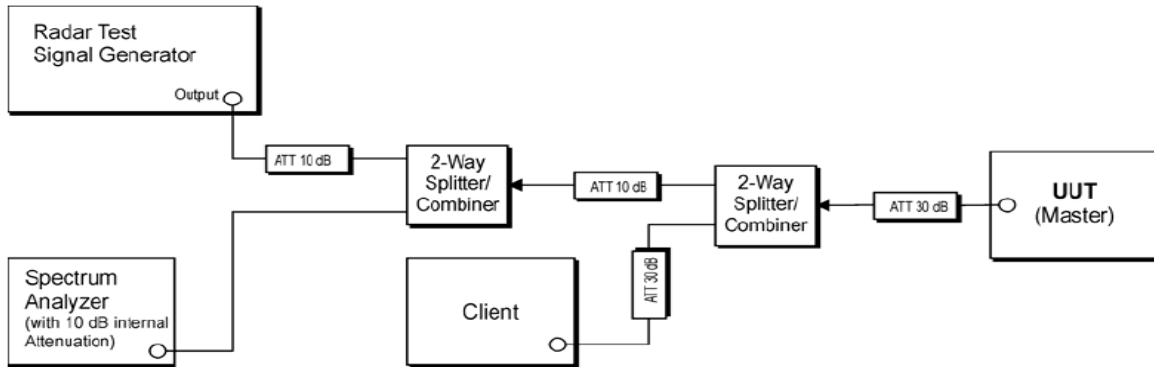 Radar Test
Signal Generator
Output
ATT 10 dB
2-Way
Splitter/
Combiner
ATT 10 dB
2-Way
Splitter/
Combiner
ATT 30 dB
UUT
(Master)
Spectrum
Analyzer
(with 10 dB internal
Attenuation)
Client
ATT 30 dB